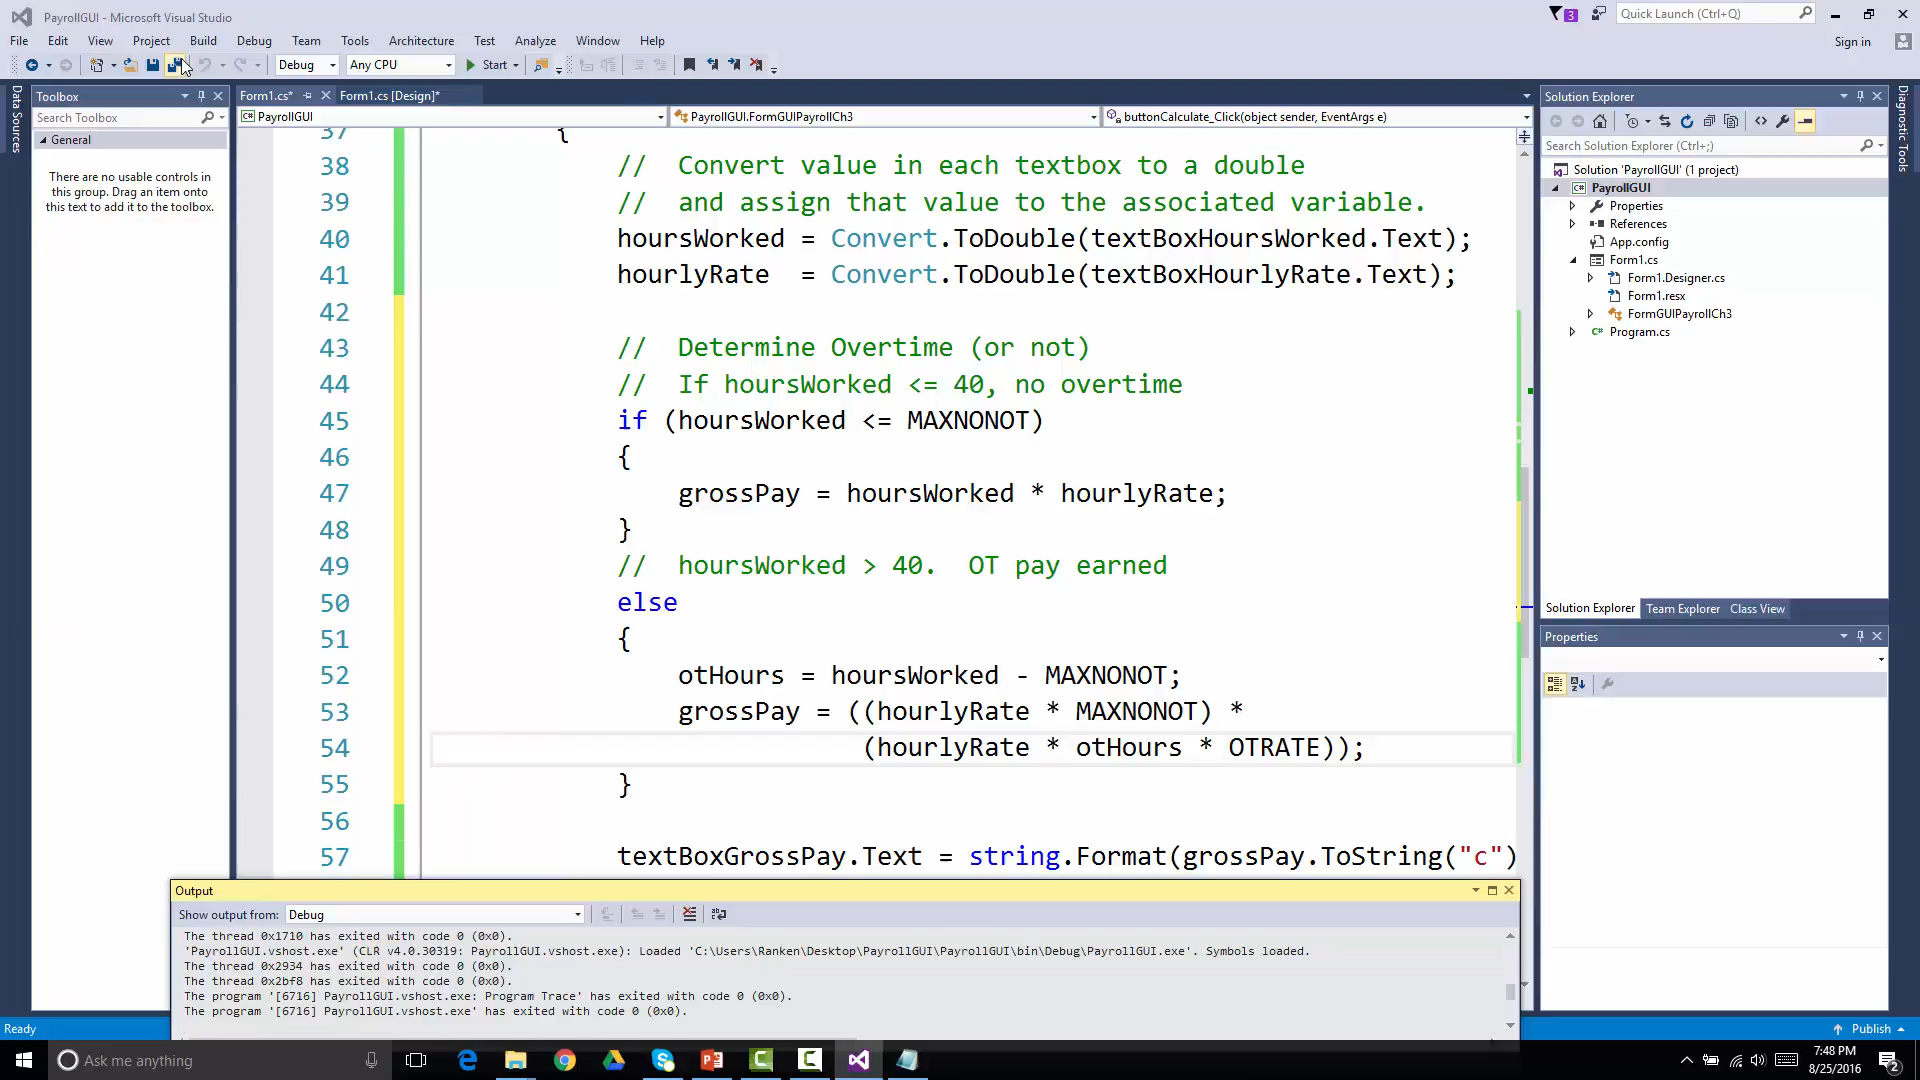 PayrollGUI - Microsoft Visual Studio
3
Quick Launch (Ctrl+Q)
File Edit View Project Build Debug Team Tools Architecture Test Analyze Window Help
Sign in
Debug Any CPU Start
Data Sources
Toolbox
Search Toolbox
General
There are no usable controls in
this group. Drag an item onto
this text to add it to the toolbox.
Form1.cs* Form1.cs [Design]*
PayrollGUI PayrollGUI.FormGUIPayrollCh3 buttonCalculate_Click(object sender, EventArgs e)
37 {
38 // Convert value in each textbox to a double
39 // and assign that value to the associated variable.
40 hoursWorked = Convert.ToDouble(textBoxHoursWorked.Text);
41 hourlyRate = Convert.ToDouble(textBoxHourlyRate.Text);
42
43 // Determine Overtime (or not)
44 // If hoursWorked <= 40, no overtime
45 if (hoursWorked <= MAXNONOT)
46 {
47 grossPay = hoursWorked * hourlyRate;
48 }
49 // hoursWorked > 40. OT pay earned
50 else
51 {
52 otHours = hoursWorked - MAXNONOT;
53 grossPay = ((hourlyRate * MAXNONOT) *
54 (hourlyRate * otHours * OTRATE));
55 }
56
57 textBoxGrossPay.Text = string.Format(grossPay.ToString("c")
Output
Show output from: Debug
The thread 0x1710 has exited with code 0 (0x0).
'PayrollGUI.vshost.exe' (CLR v4.0.30319: PayrollGUI.vshost.exe): Loaded 'C:\Users\Ranken\Desktop\PayrollGUI\PayrollGUI\bin\Debug\PayrollGUI.exe'. Symbols loaded.
The thread 0x2934 has exited with code 0 (0x0).
The thread 0x2bf8 has exited with code 0 (0x0).
The program '[6716] PayrollGUI.vshost.exe: Program Trace' has exited with code 0 (0x0).
The program '[6716] PayrollGUI.vshost.exe' has exited with code 0 (0x0).
Solution Explorer
Search Solution Explorer (Ctrl+;)
Solution 'PayrollGUI' (1 project)
PayrollGUI
Properties
References
App.config
Form1.cs
Form1.Designer.cs
Form1.resx
FormGUIPayrollCh3
Program.cs
Solution Explorer Team Explorer Class View
Properties
Diagnostic Tools
Ready
Publish
Ask me anything
7:48 PM
8/25/2016
2